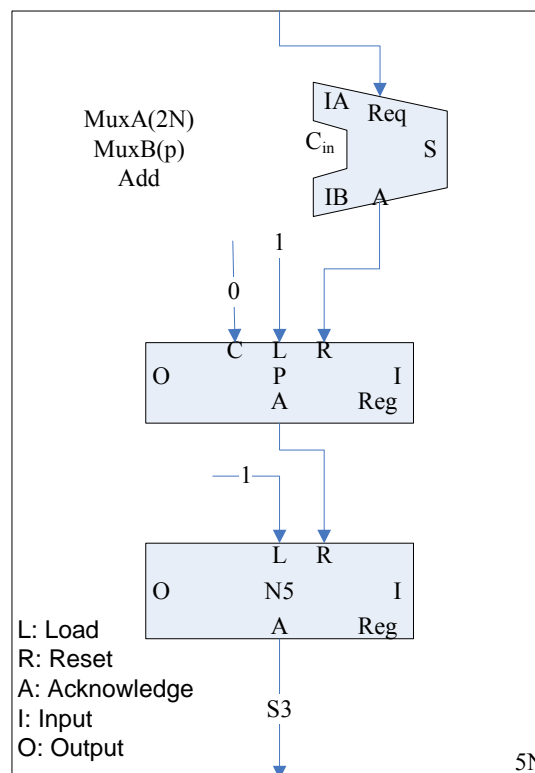 MuxA(2N)
MuxB(p)
Add
IA
Req
Cin
S
IB
A
1
0
C
L
R
O
P
I
A
Reg
1
L
R
O
N5
I
A
Reg
L: Load
R: Reset
A: Acknowledge
I: Input
O: Output
S3
5N